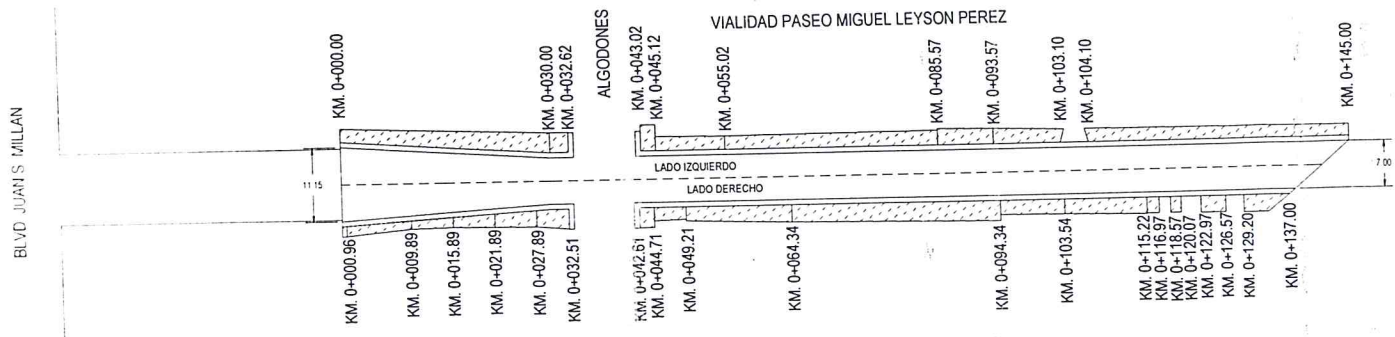 VIALIDAD PASEO MIGUEL LEYSON PEREZ
BLVD JUAN S MILLAN
ALGODONES
KM. 0+000.00
KM. 0+030.00
KM. 0+032.62
KM. 0+043.02
KM. 0+045.12
KM. 0+055.02
KM. 0+085.57
KM. 0+093.57
KM. 0+103.10
KM. 0+104.10
KM. 0+145.00
11.15
LADO IZQUIERDO
LADO DERECHO
7.00
KM. 0+000.96
KM. 0+009.89
KM. 0+015.89
KM. 0+021.89
KM. 0+027.89
KM. 0+032.51
KM. 0+042.61
KM. 0+044.71
KM. 0+049.21
KM. 0+064.34
KM. 0+094.34
KM. 0+103.54
KM. 0+115.22
KM. 0+116.97
KM. 0+118.57
KM. 0+120.07
KM. 0+122.97
KM. 0+126.57
KM. 0+129.20
KM. 0+137.00